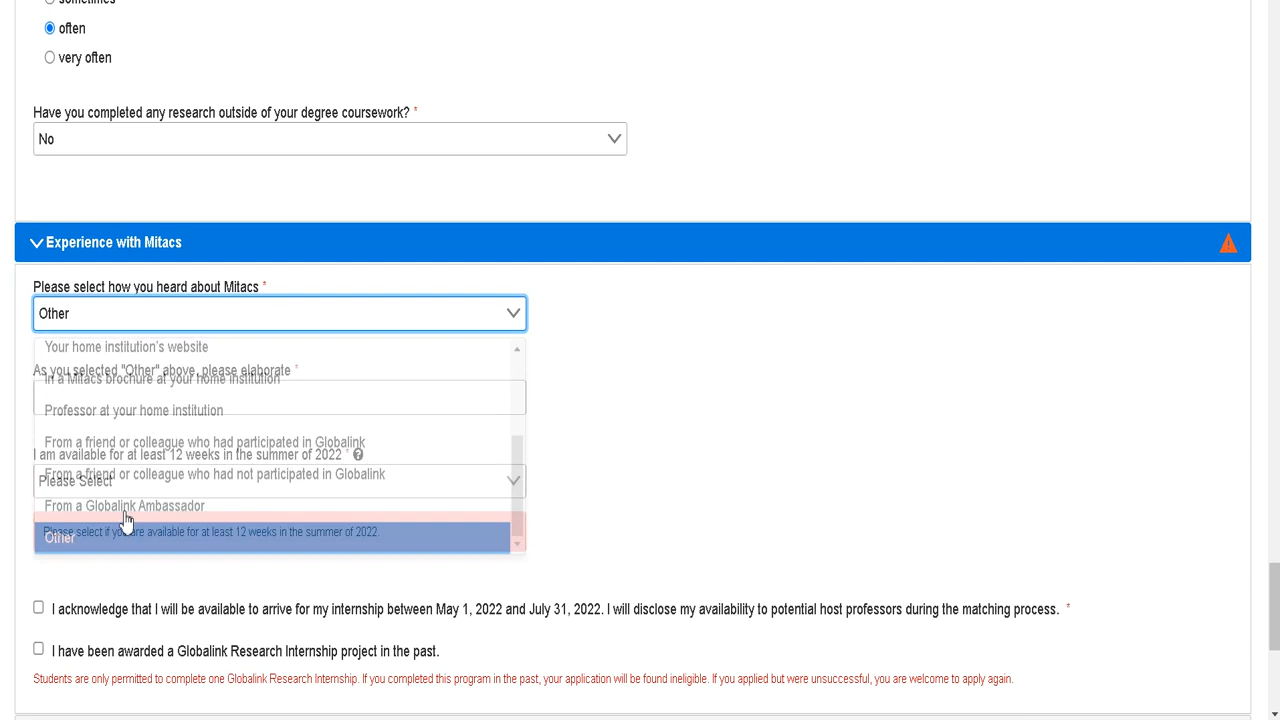 sometimes
often
very often
Have you completed any research outside of your degree coursework? *
No
Experience with Mitacs
Please select how you heard about Mitacs *
Other
Your home institution's website
As you selected "Other" above, please elaborate *
In a Mitacs brochure at your home institution
Professor at your home institution
From a friend or colleague who had participated in Globalink
I am available for at least 12 weeks in the summer of 2022 *
From a friend or colleague who had not participated in Globalink
Please Select
From a Globalink Ambassador
Please select if you are available for at least 12 weeks in the summer of 2022.
Other
I acknowledge that I will be available to arrive for my internship between May 1, 2022 and July 31, 2022. I will disclose my availability to potential host professors during the matching process. *
I have been awarded a Globalink Research Internship project in the past.
Students are only permitted to complete one Globalink Research Internship. If you completed this program in the past, your application will be found ineligible. If you applied but were unsuccessful, you are welcome to apply again.